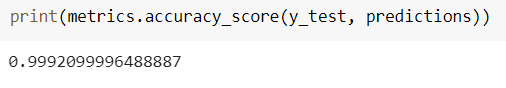 print(metrics.accuracy_score(y_test, predictions))
0.9992099996488887